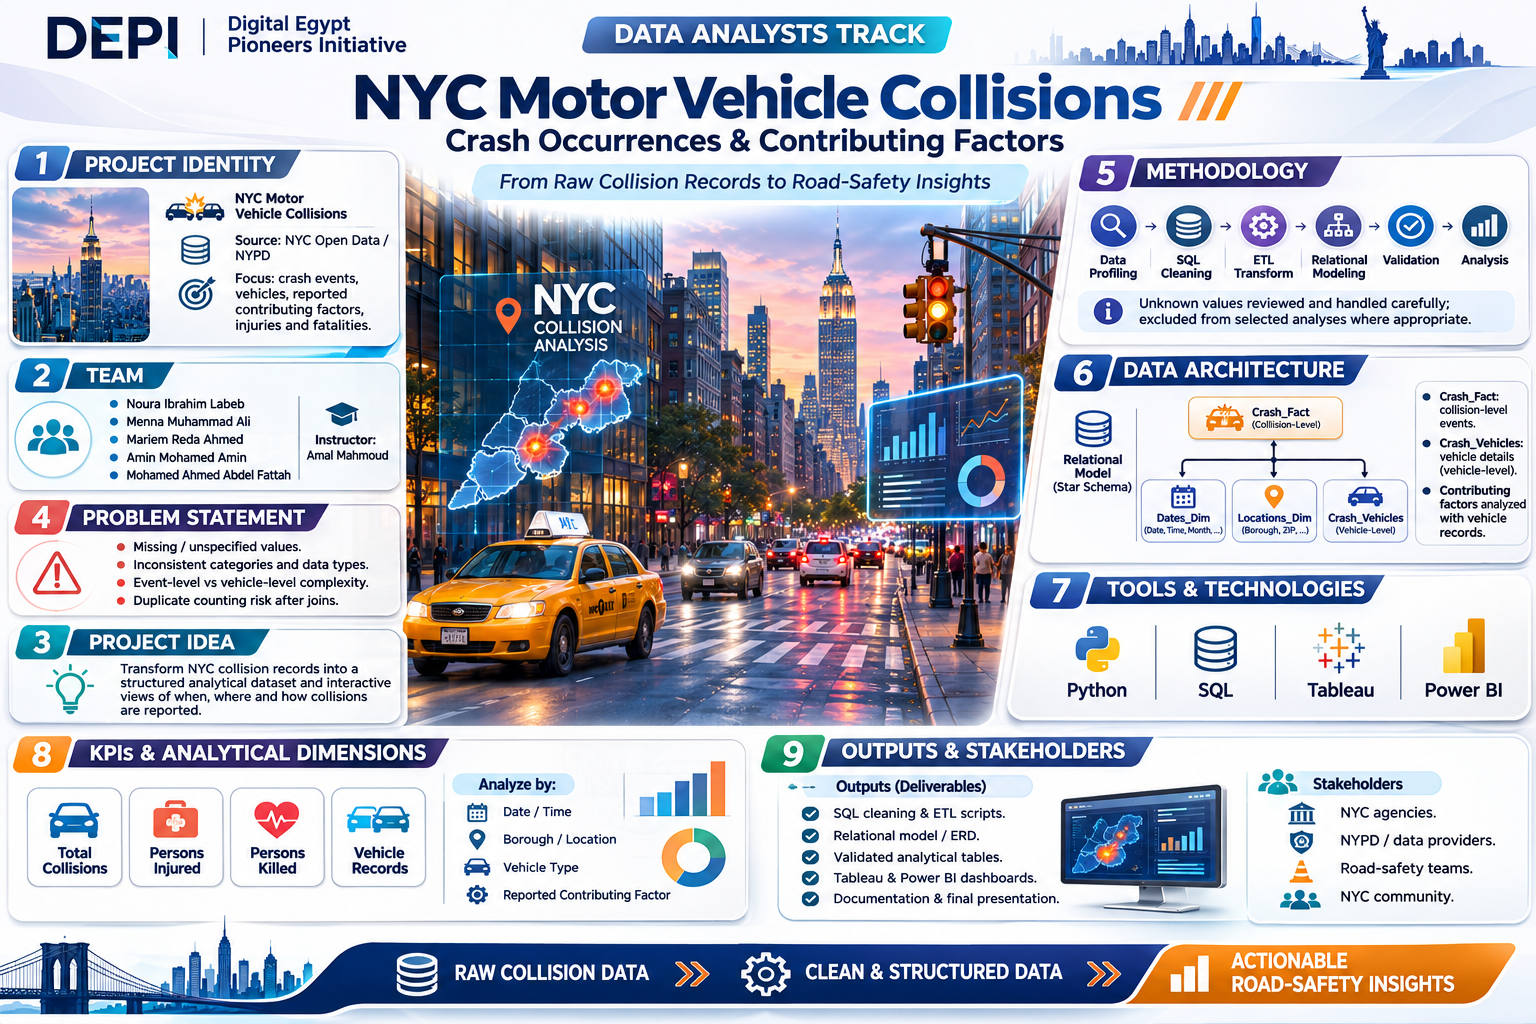 DEPI
Digital Egypt
Pioneers Initiative
DATA ANALYSTS TRACK
NYC Motor Vehicle Collisions
Crash Occurrences & Contributing Factors
From Raw Collision Records to Road-Safety Insights
1 PROJECT IDENTITY
NYC Motor
Vehicle Collisions
Source: NYC Open Data /
NYPD
Focus: crash events,
vehicles, reported
contributing factors,
injuries and fatalities.
2 TEAM
Noura Ibrahim Labeb
Menna Muhammad Ali
Mariem Reda Ahmed
Amin Mohamed Amin
Mohamed Ahmed Abdel Fattah
Instructor:
Amal Mahmoud
4 PROBLEM STATEMENT
Missing / unspecified values.
Inconsistent categories and data types.
Event-level vs vehicle-level complexity.
Duplicate counting risk after joins.
3 PROJECT IDEA
Transform NYC collision records into a
structured analytical dataset and interactive
views of when, where and how collisions
are reported.
NYC
COLLISION
ANALYSIS
5 METHODOLOGY
Data
Profiling
SQL
Cleaning
ETL
Transform
Relational
Modeling
Validation
Analysis
Unknown values reviewed and handled carefully;
excluded from selected analyses where appropriate.
6 DATA ARCHITECTURE
Relational
Model
(Star Schema)
Crash_Fact
(Collision-Level)
Dates_Dim
(Date, Time, Month, ...)
Locations_Dim
(Borough, ZIP, ...)
Crash_Vehicles
(Vehicle-Level)
Crash_Fact:
collision-level
events.
Crash_Vehicles:
vehicle details
(vehicle-level).
Contributing
factors analyzed
with vehicle
records.
7 TOOLS & TECHNOLOGIES
Python
SQL
Tableau
Power BI
8 KPIs & ANALYTICAL DIMENSIONS
Total
Collisions
Persons
Injured
Persons
Killed
Vehicle
Records
Analyze by:
Date / Time
Borough / Location
Vehicle Type
Reported Contributing Factor
9 OUTPUTS & STAKEHOLDERS
Outputs (Deliverables)
SQL cleaning & ETL scripts.
Relational model / ERD.
Validated analytical tables.
Tableau & Power BI dashboards.
Documentation & final presentation.
Stakeholders
NYC agencies.
NYPD / data providers.
Road-safety teams.
NYC community.
RAW COLLISION DATA
CLEAN & STRUCTURED DATA
ACTIONABLE
ROAD-SAFETY INSIGHTS